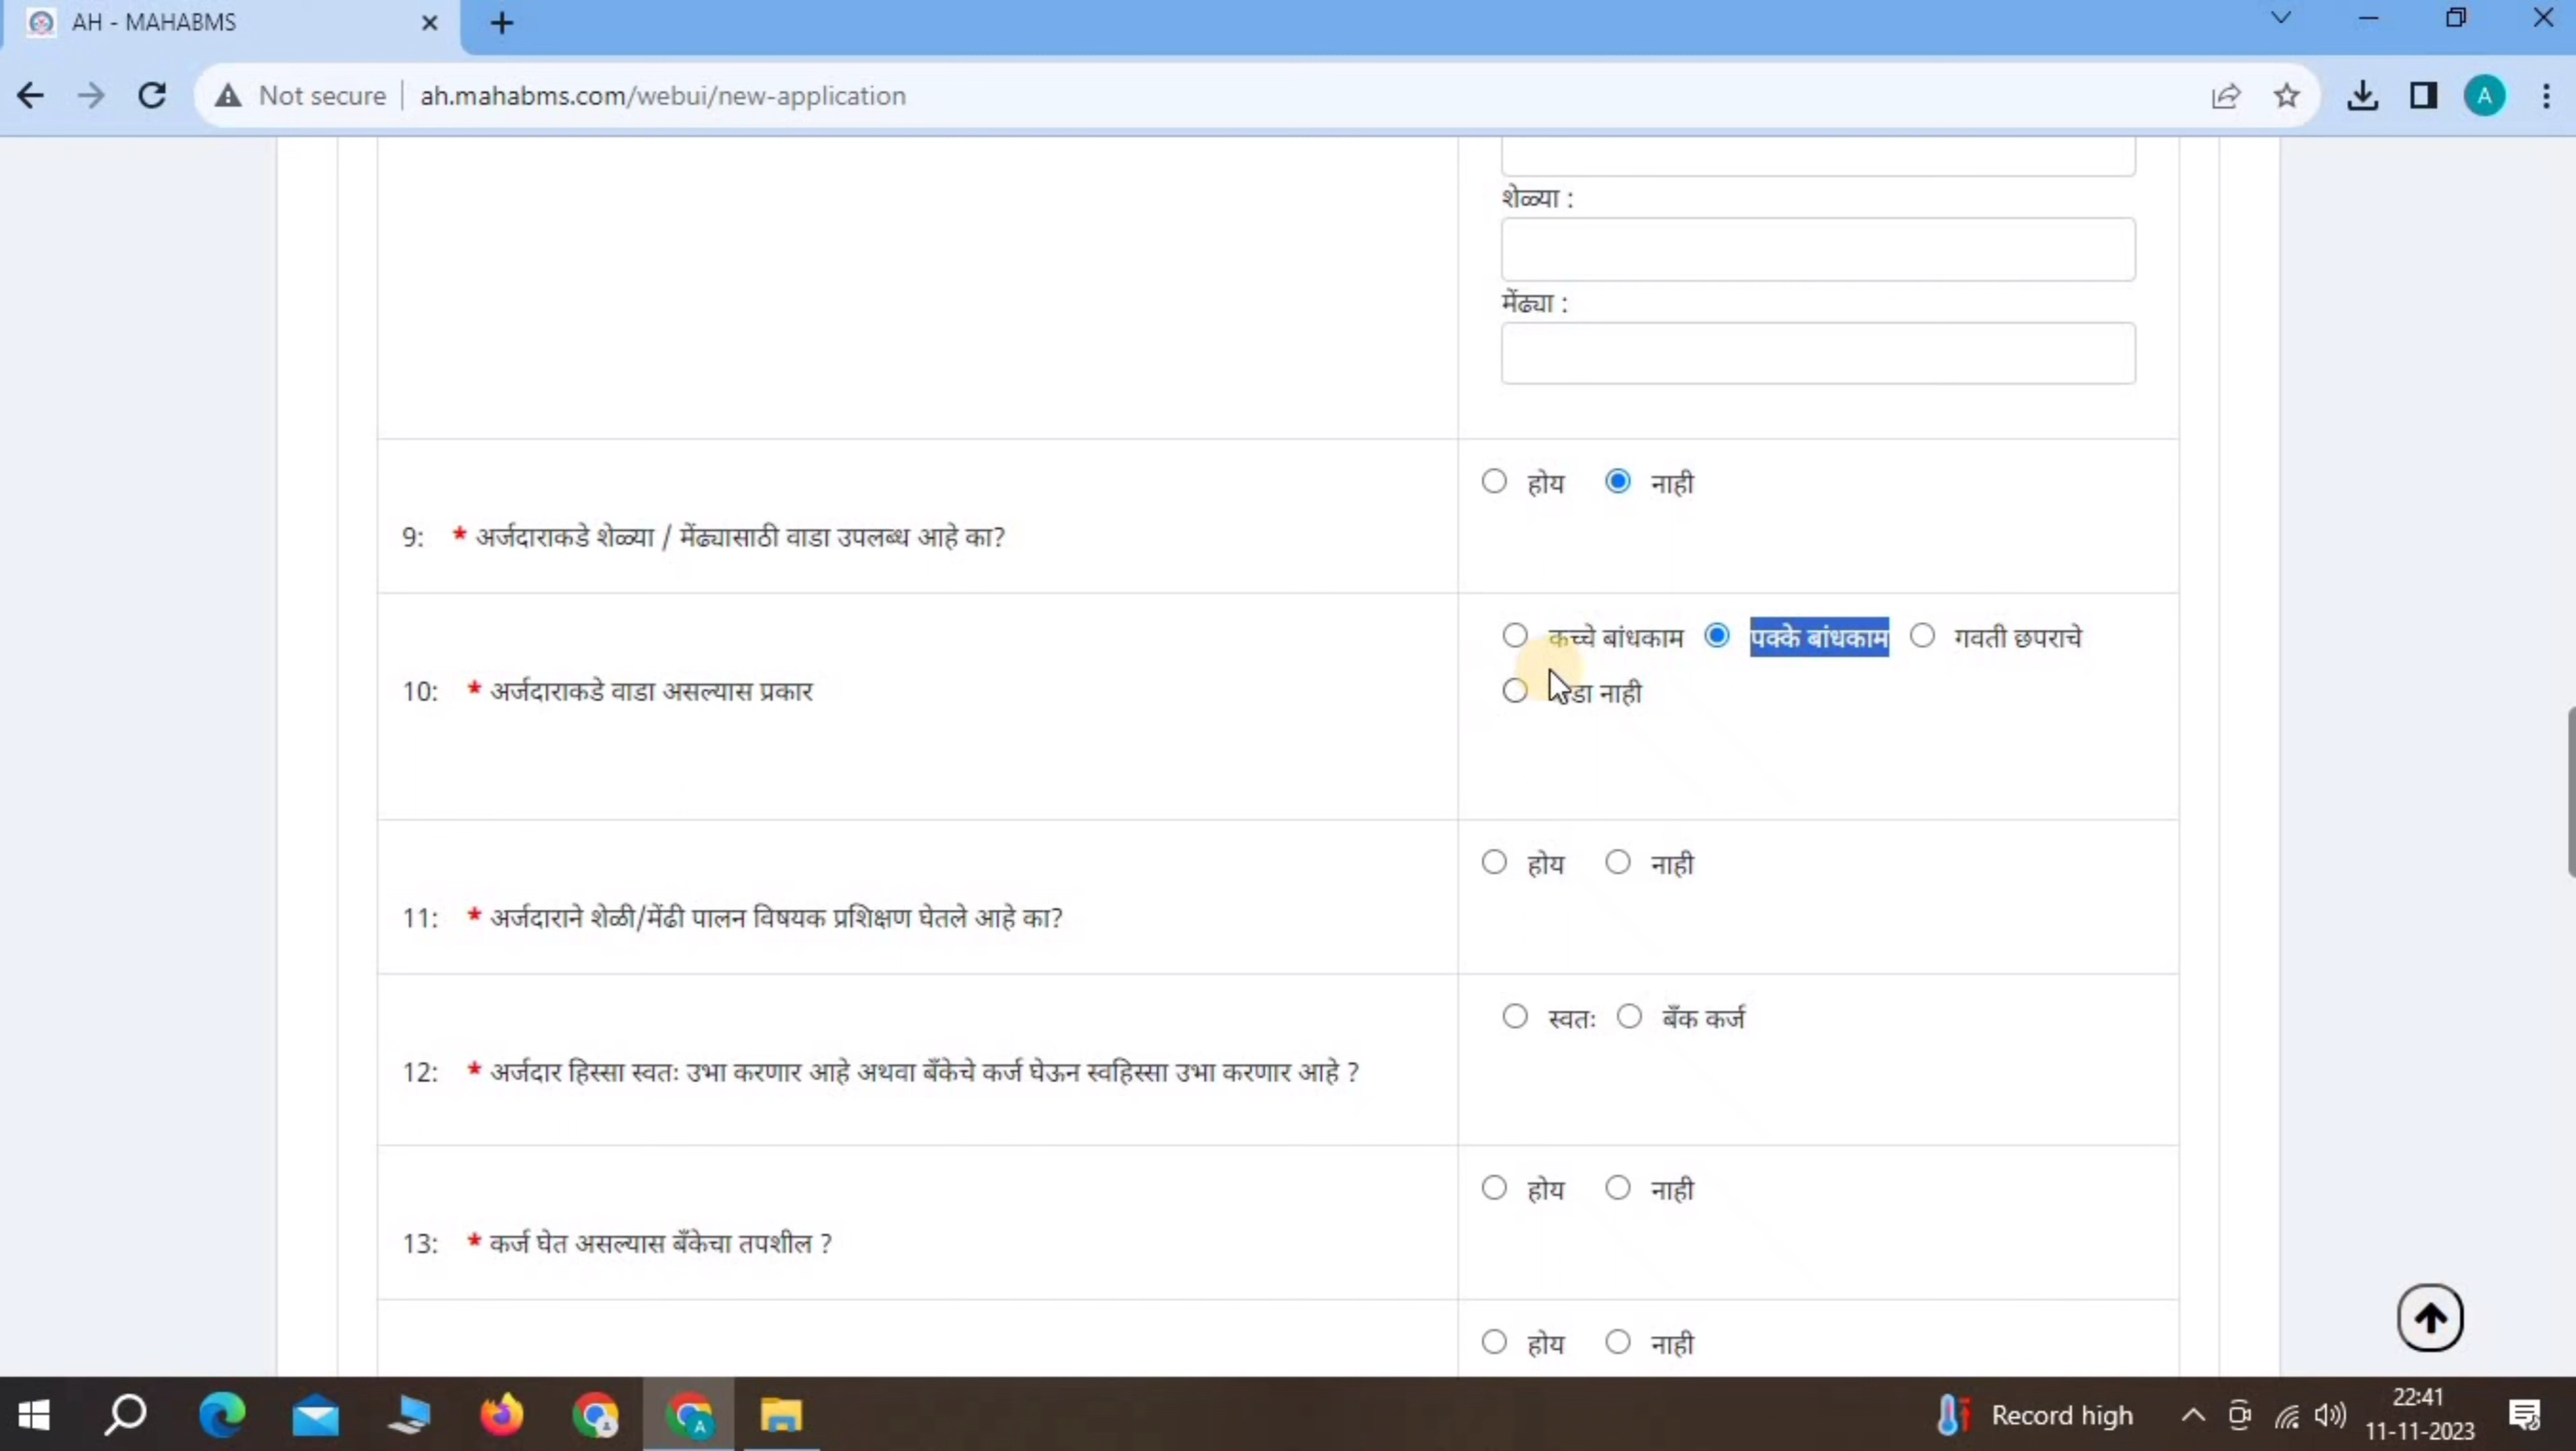 AH - MAHABMS
Not secure
ah.mahabms.com/webui/new-application
A
शेळ्या :
मेंढ्या :
होय नाही
9: * अर्जदाराकडे शेळ्या / मेंढ्यासाठी वाडा उपलब्ध आहे का?
कच्चे बांधकाम पक्के बांधकाम गवती छपराचे
10: * अर्जदाराकडे वाडा असल्यास प्रकार
नाही
होय नाही
11: * अर्जदाराने शेळी/मेंढी पालन विषयक प्रशिक्षण घेतले आहे का?
स्वतः बँक कर्ज
12: * अर्जदार हिस्सा स्वतः उभा करणार आहे अथवा बँकेचे कर्ज घेऊन स्वहिस्सा उभा करणार आहे ?
होय नाही
13: * कर्ज घेत असल्यास बँकेचा तपशील ?
होय नाही
Record high
22:41
11-11-2023